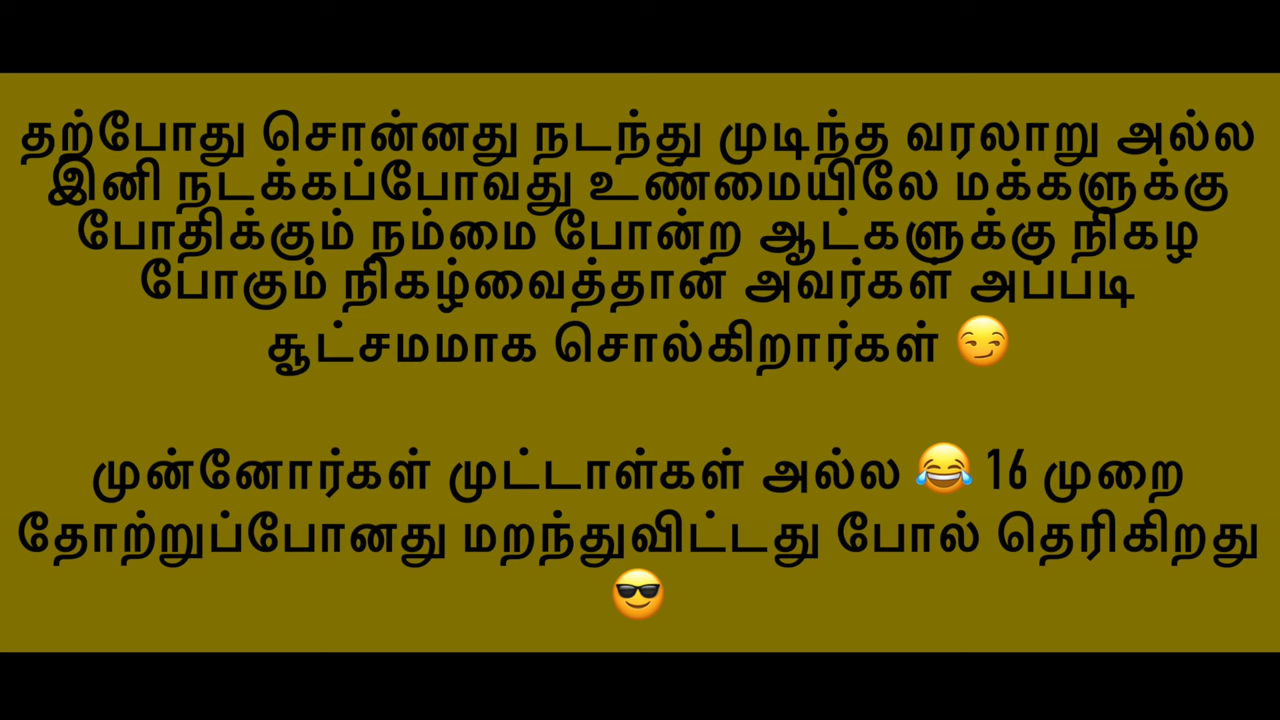 தற்போது சொன்னது நடந்து முடிந்த வரலாறு அல்ல
இனி நடக்கப்போவது உண்மையிலே மக்களுக்கு
போதிக்கும் நம்மை போன்ற ஆட்களுக்கு நிகழ
போகும் நிகழ்வைத்தான் அவர்கள் அப்படி
சூட்சமமாக சொல்கிறார்கள் 😏
முன்னோர்கள் முட்டாள்கள் அல்ல 😂 16 முறை
தோற்றுப்போனது மறந்துவிட்டது போல் தெரிகிறது
😎